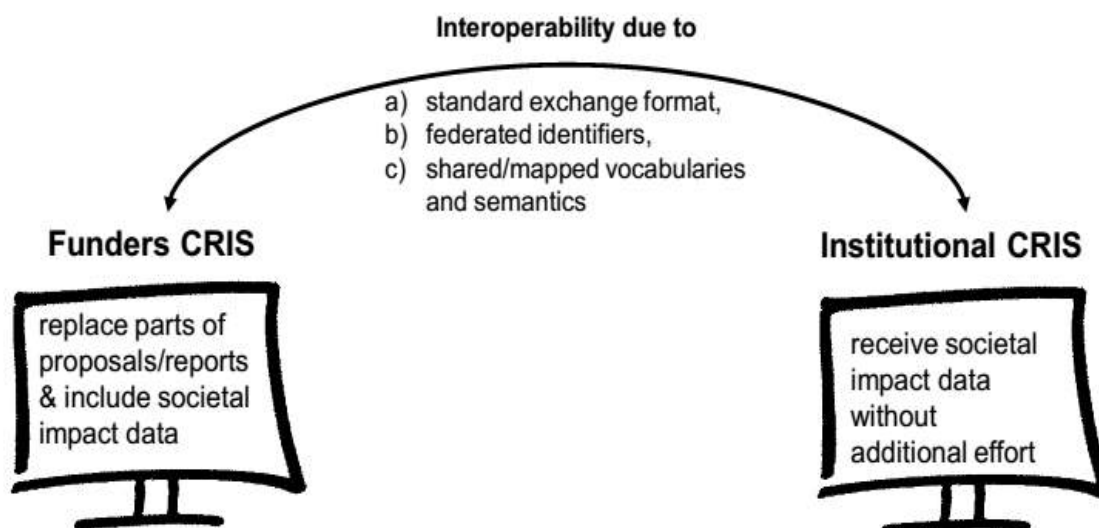 Interoperability due to
a) standard exchange format,
b) federated identifiers,
c) shared/mapped vocabularies
and semantics
Funders CRIS
replace parts of
proposals/reports
& include societal
impact data
Institutional CRIS
receive societal
impact data
without
additional effort